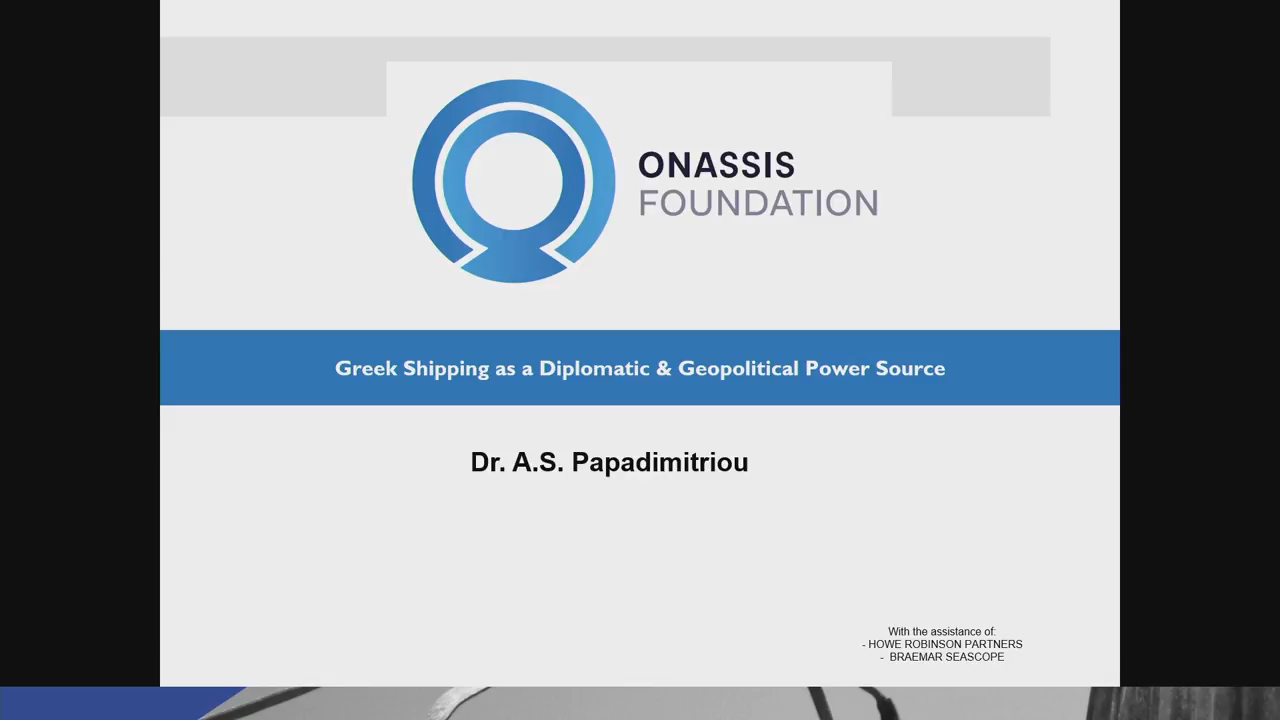 ONASSIS
FOUNDATION
Greek Shipping as a Diplomatic & Geopolitical Power Source
Dr. A.S. Papadimitriou
With the assistance of:
- HOWE ROBINSON PARTNERS
- BRAEMAR SEASCOPE